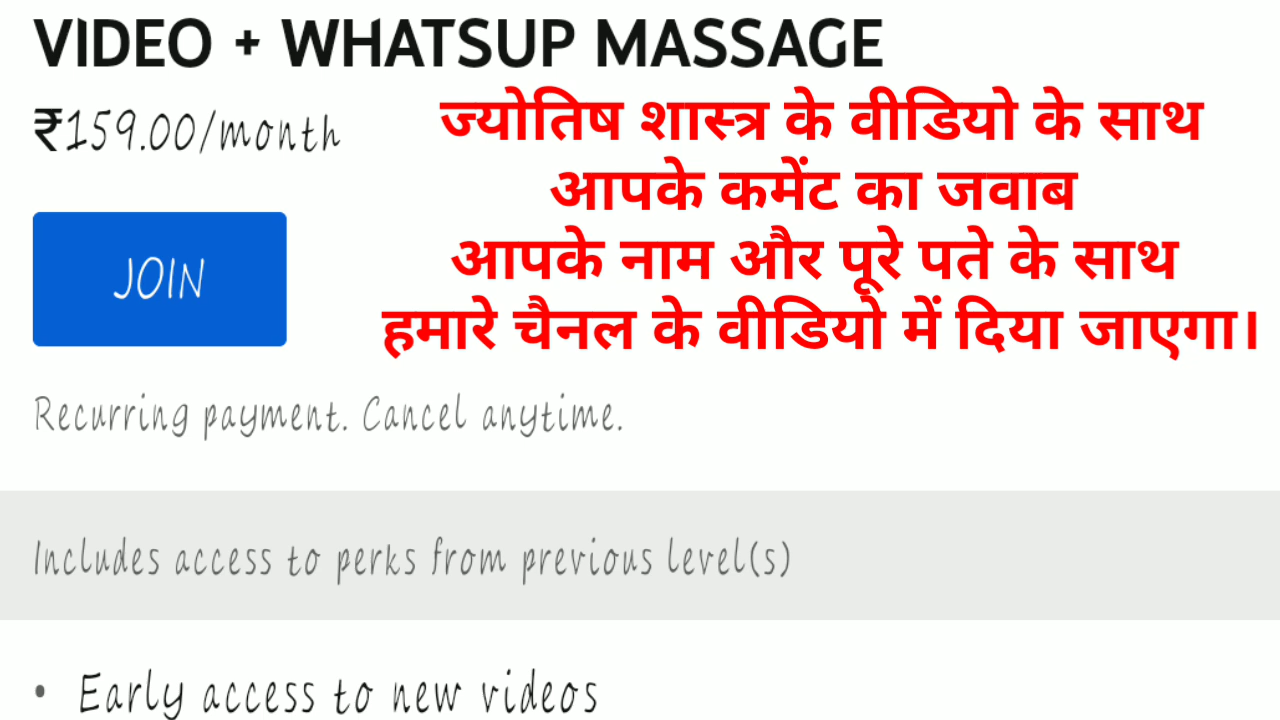 VIDEO + WHATSUP MASSAGE
₹159.00/month
ज्योतिष शास्त्र के वीडियो के साथ
आपके कमेंट का जवाब
आपके नाम और पूरे पते के साथ
हमारे चैनल के वीडियो में दिया जाएगा।
JOIN
Recurring payment. Cancel anytime.
Includes access to perks from previous level(s)
• Early access to new videos